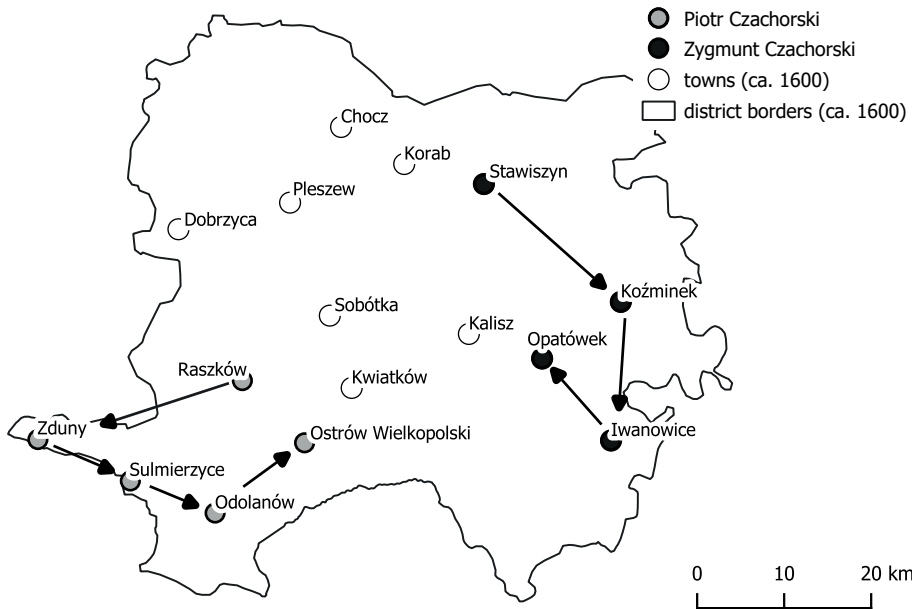 Piotr Czachorski
Zygmunt Czachorski
towns (ca. 1600)
district borders (ca. 1600)
Chocz
Korab
Stawiszyn
Pleszew
Dobrzyca
Koźminek
Sobótka
Kalisz
Opatówek
Raszków
Kwiatków
Zduny
Ostrów Wielkopolski
Iwanowice
Sulmierzyce
Odolanów
0 10 20 km